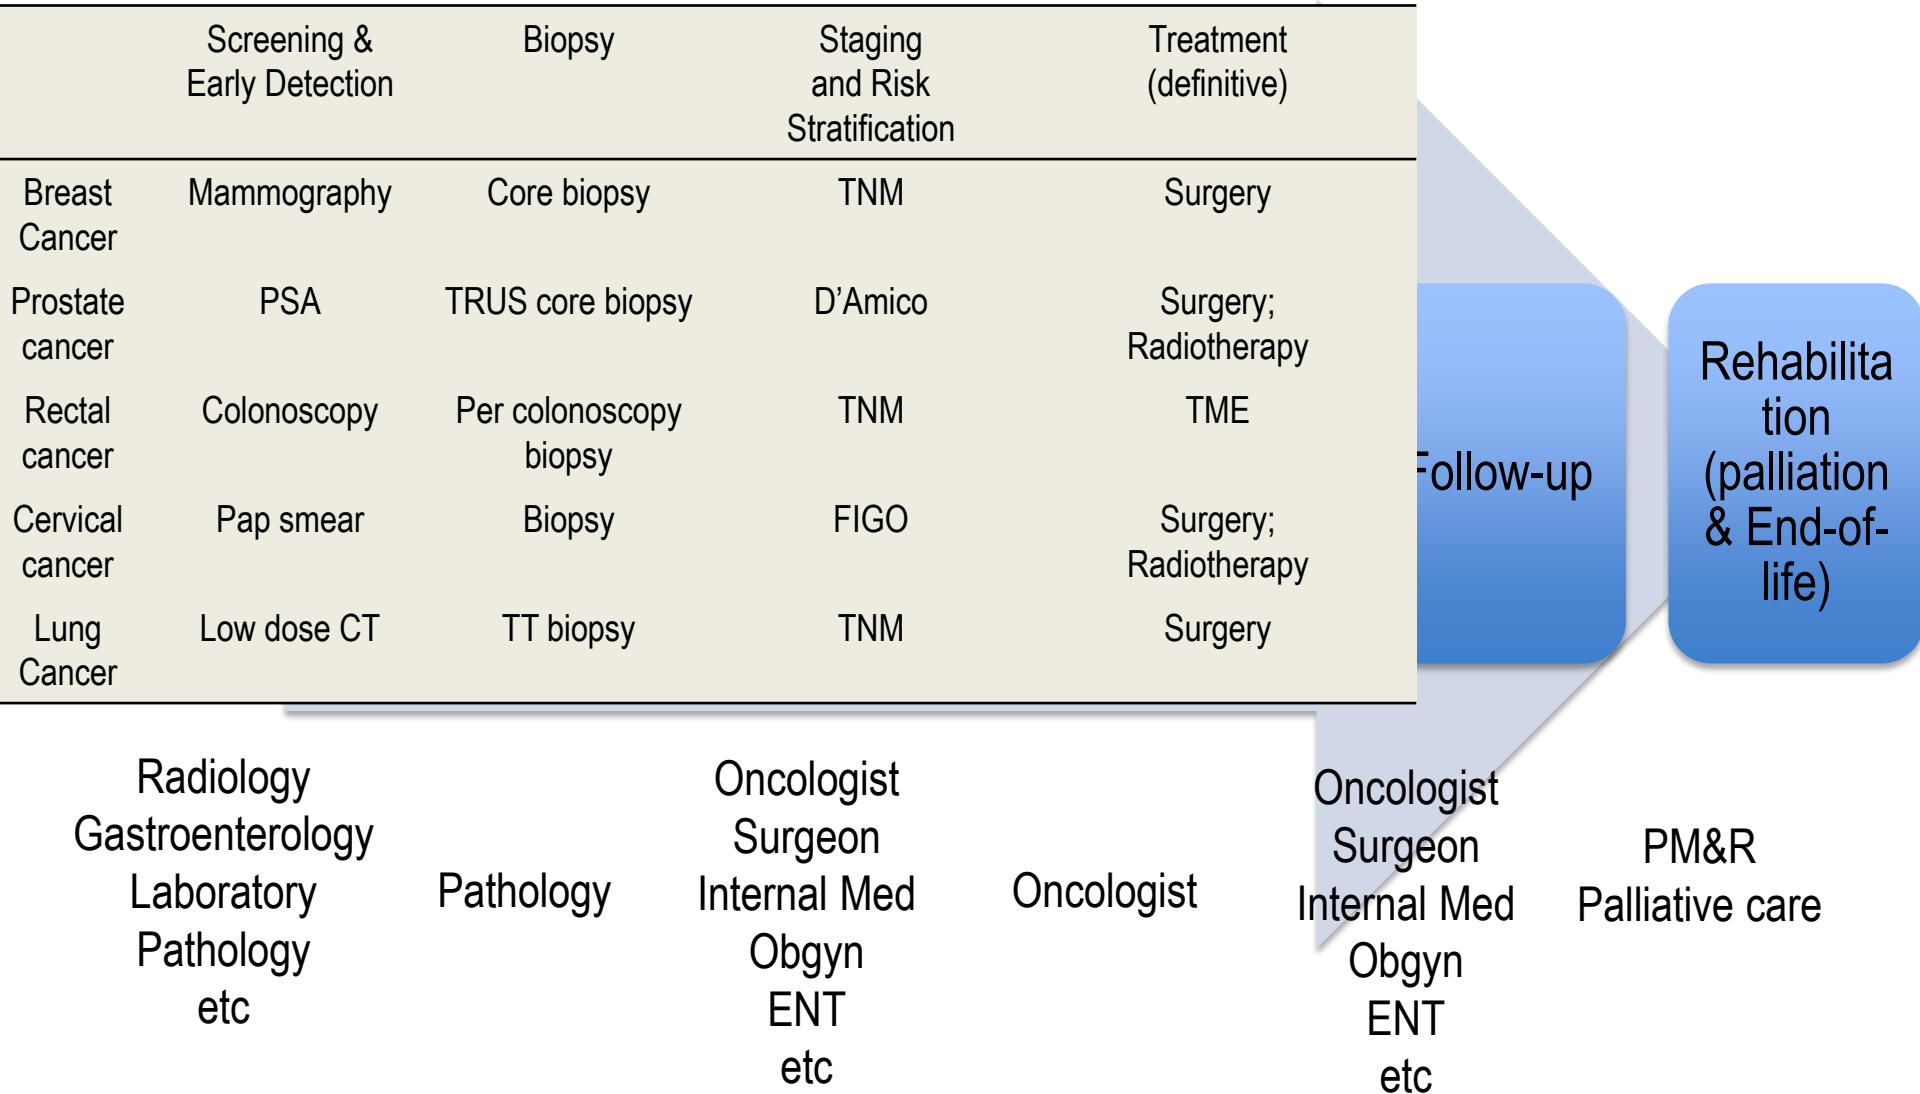 Screening &
Early Detection
Biopsy
Staging
and Risk
Stratification
Treatment
(definitive)
Breast
Cancer
Mammography
Core biopsy
TNM
Surgery
Prostate
cancer
PSA
TRUS core biopsy
D’Amico
Surgery;
Radiotherapy
Rectal
cancer
Colonoscopy
Per colonoscopy
biopsy
TNM
TME
Cervical
cancer
Pap smear
Biopsy
FIGO
Surgery;
Radiotherapy
Lung
Cancer
Low dose CT
TT biopsy
TNM
Surgery
Follow-up
Rehabilita
tion
(palliation
& End-of-
life)
Radiology
Gastroenterology
Laboratory
Pathology
etc
Pathology
Oncologist
Surgeon
Internal Med
Obgyn
ENT
etc
Oncologist
Oncologist
Surgeon
Internal Med
Obgyn
ENT
etc
PM&R
Palliative care